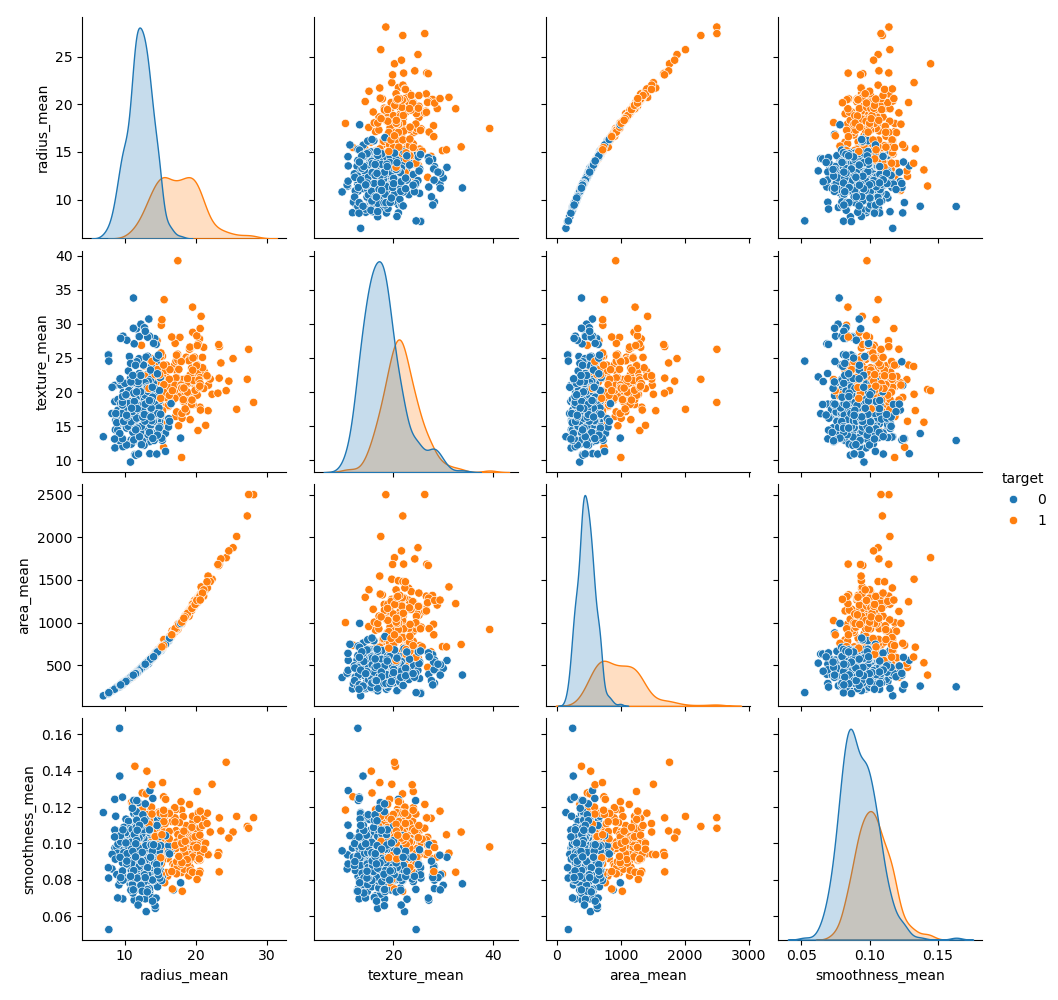 radius_mean
25
20
15
10
texture_mean
40
35
30
25
20
15
10
target
0
1
area_mean
2500
2000
1500
1000
500
smoothness_mean
0.16
0.14
0.12
0.10
0.08
0.06
10 20 30
20 40
0 1000 2000 3000
0.05 0.10 0.15
radius_mean texture_mean area_mean smoothness_mean